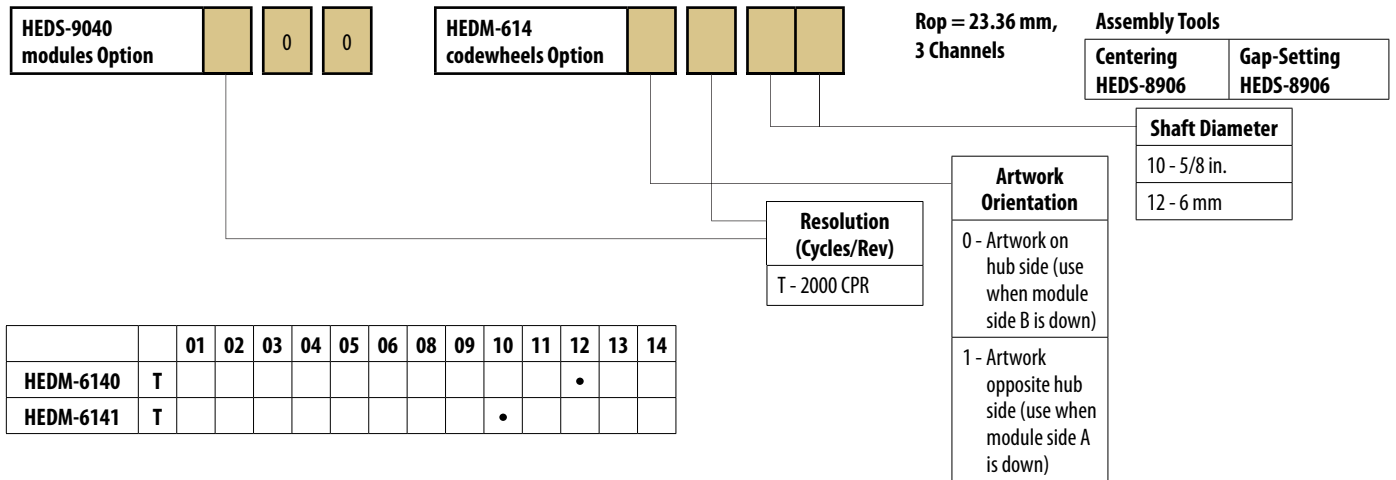 HEDS-9040
modules Option
0
0
HEDM-614
codewheels Option
Rop = 23.36 mm,
3 Channels
Assembly Tools
Centering
HEDS-8906
Gap-Setting
HEDS-8906
Shaft Diameter
10 - 5/8 in.
12 - 6 mm
Artwork
Orientation
0 - Artwork on
hub side (use
when module
side B is down)
1 - Artwork
opposite hub
side (use when
module side A
is down)
Resolution
(Cycles/Rev)
T - 2000 CPR
01 02 03 04 05 06 08 09 10 11 12 13 14
HEDM-6140 T •
HEDM-6141 T •